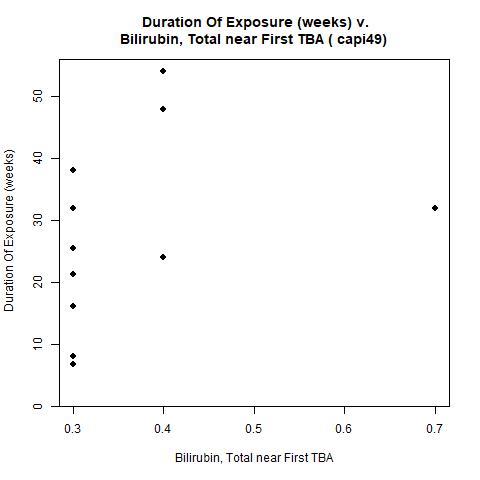 Duration Of Exposure (weeks) v.
Bilirubin, Total near First TBA ( capi49)
Duration Of Exposure (weeks)
50
40
30
20
10
0
0.3 0.4 0.5 0.6 0.7
Bilirubin, Total near First TBA